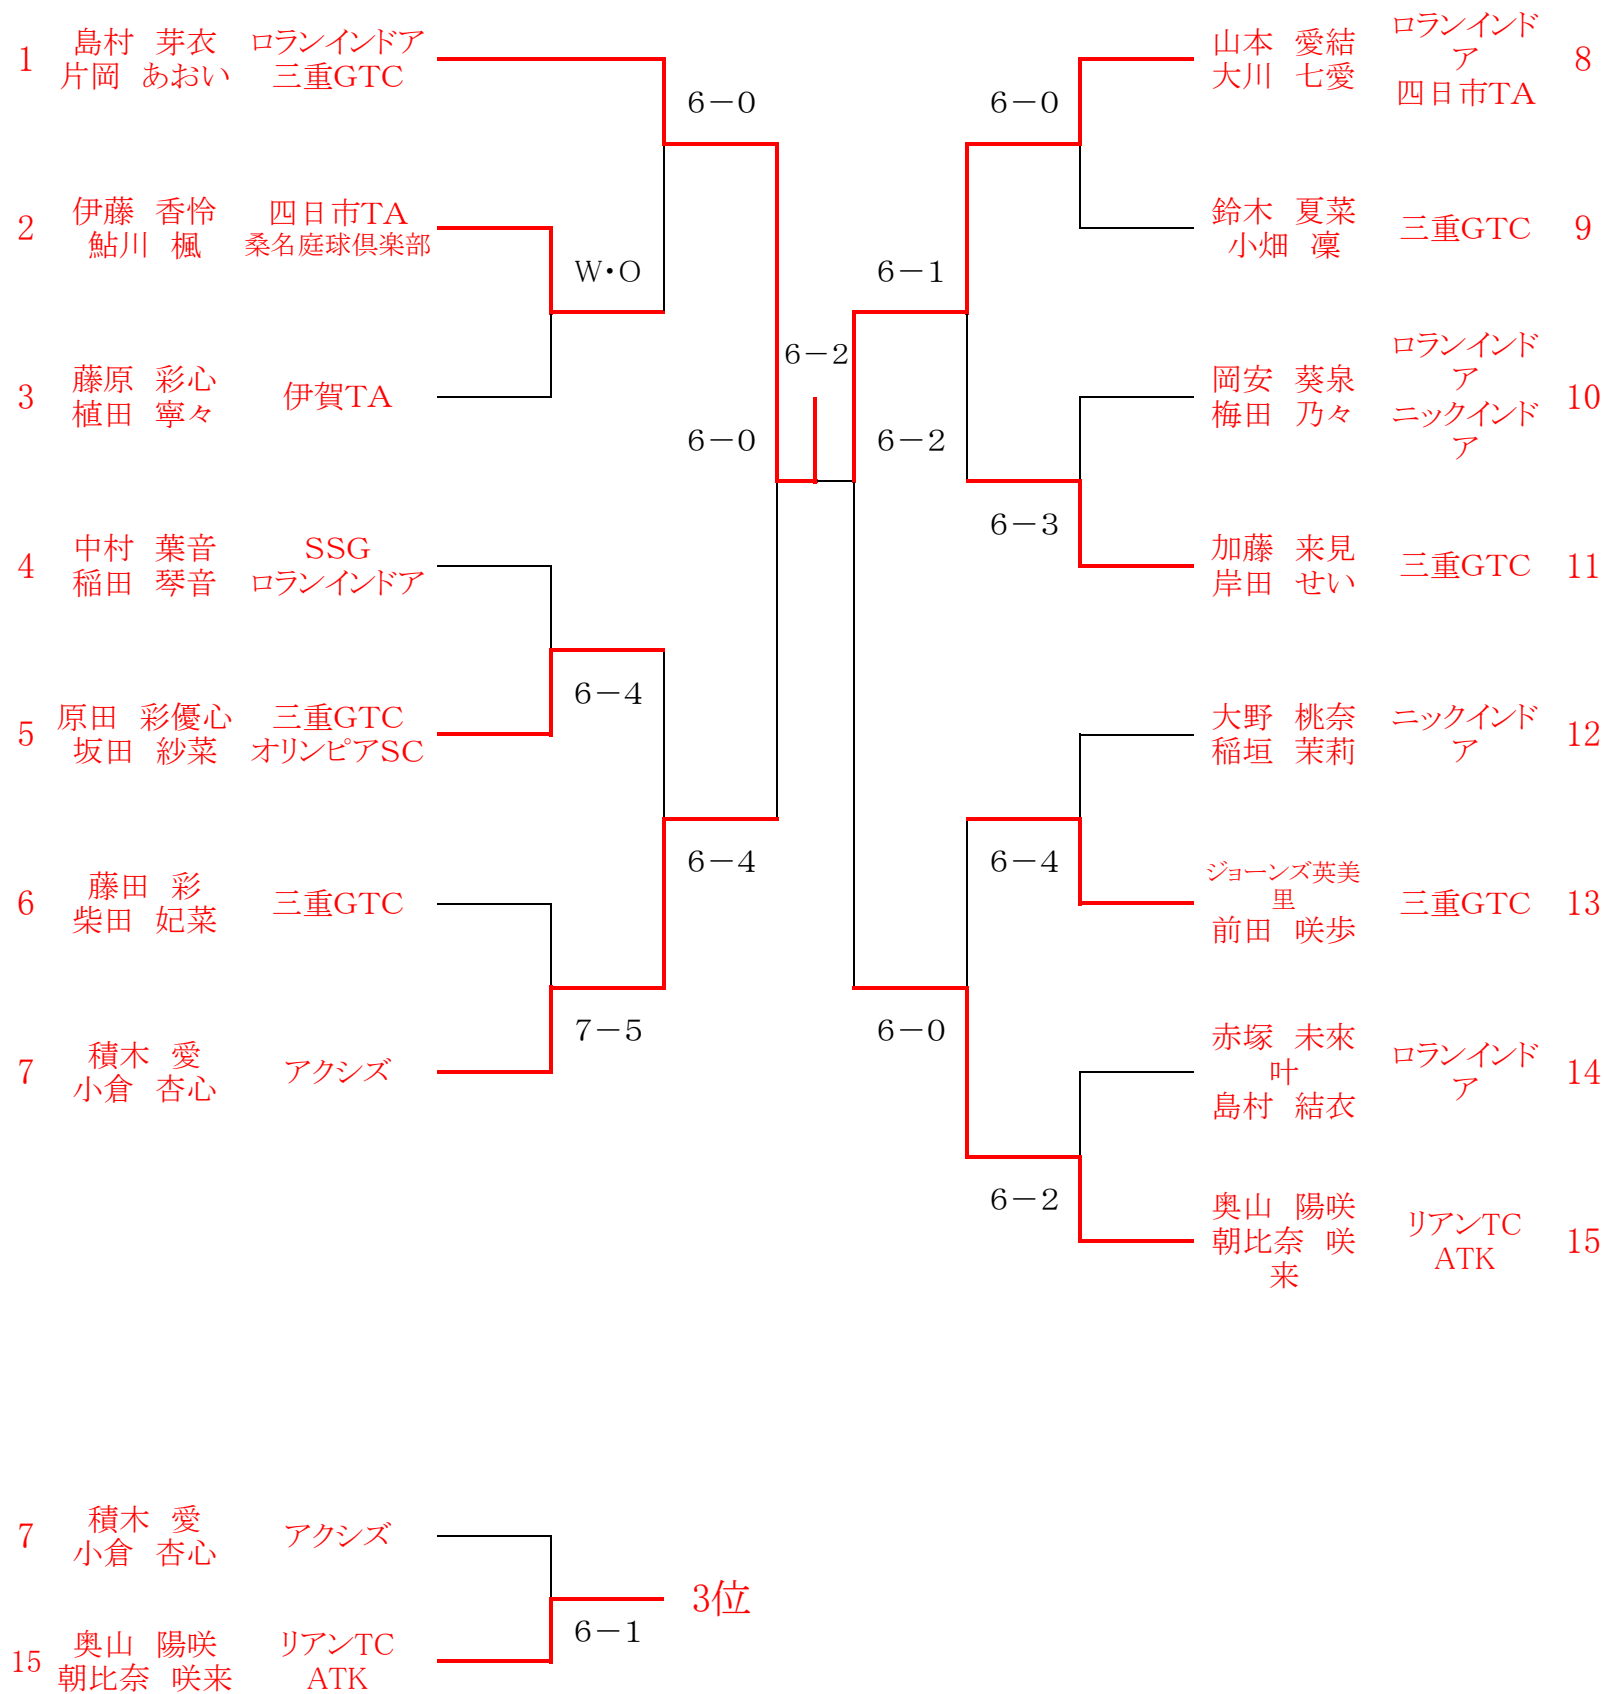 1
島村　芽衣
片岡　あおい
ロランインドア
三重GTC
2
伊藤　香怜
鮎川　楓
四日市TA
桑名庭球倶楽部
3
藤原　彩心
植田　寧々
伊賀TA
4
中村　葉音
稲田　琴音
SSG
ロランインドア
5
原田　彩優心
坂田　紗菜
三重GTC
オリンピアSC
6
藤田　彩
柴田　妃菜
三重GTC
7
積木　愛
小倉　杏心
アクシズ
6－0
W・O
6－0
6－4
6－4
7－5
6－2
6－0
6－1
6－2
6－3
6－4
6－0
6－2
山本　愛結
大川　七愛
ロランインド
ア
四日市TA
8
鈴木　夏菜
小畑　凜
三重GTC
9
岡安　葵泉
梅田　乃々
ロランインド
ア
ニックインド
ア
10
加藤　来見
岸田　せい
三重GTC
11
大野　桃奈
稲垣　茉莉
ニックインド
ア
12
ジョーンズ英美
里
前田　咲歩
三重GTC
13
赤塚　未來
叶
島村　結衣
ロランインド
ア
14
奥山　陽咲
朝比奈　咲
来
リアンTC
ATK
15
7
積木　愛
小倉　杏心
アクシズ
15
奥山　陽咲
朝比奈　咲来
リアンTC
ATK
6－1
3位